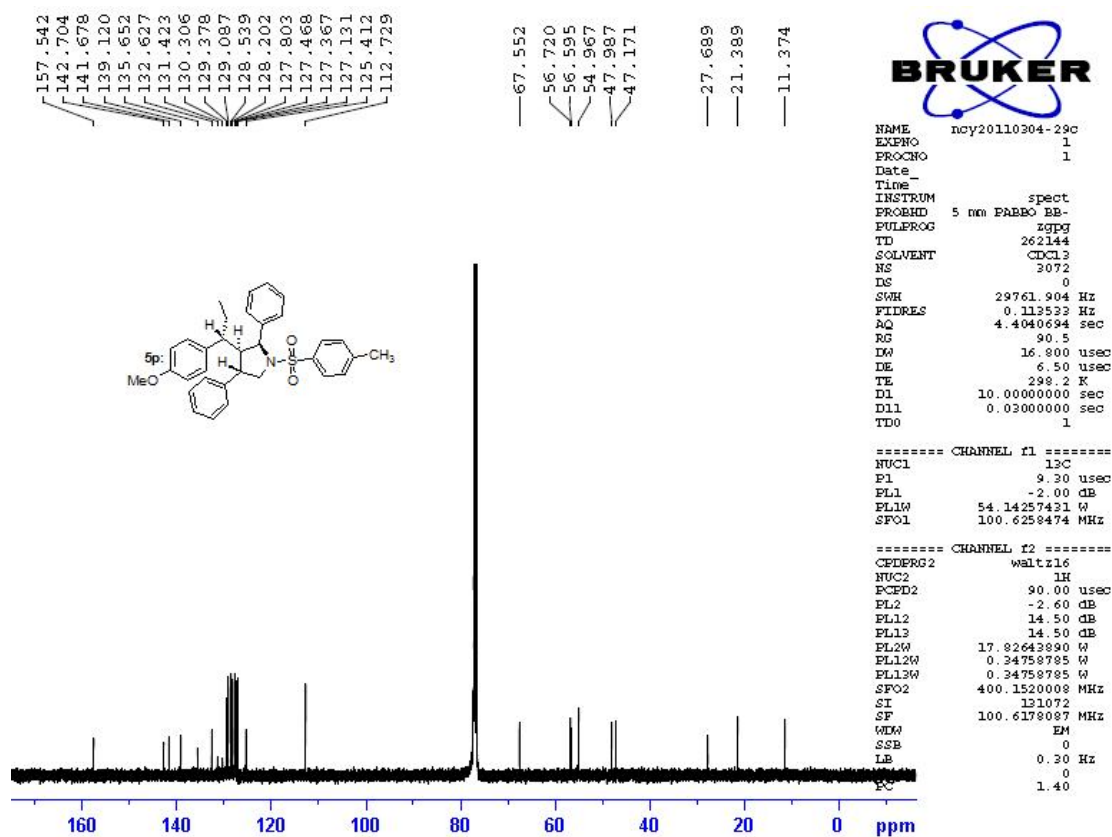 157.542
142.704
141.678
139.120
135.652
132.627
131.423
130.306
129.378
129.087
128.539
128.202
127.803
127.468
127.367
127.131
125.412
112.729
67.552
56.720
56.595
54.967
47.987
47.171
27.689
21.389
11.374
BRUKER
NAME ncy20110304-29c
EXPNO 1
PROCNO 1
Date_
Time
INSTRUM spect
PROBHD 5 mm PABBO BB-
PULPROG zgpg
TD 262144
SOLVENT CDCl3
NS 3072
DS 0
SWH 29761.904 Hz
FIDRES 0.113533 Hz
AQ 4.4040694 sec
RG 90.5
DW 16.800 usec
DE 6.50 usec
TE 298.2 K
D1 10.00000000 sec
D11 0.03000000 sec
TD0 1
======== CHANNEL f1 ========
NUC1 13C
P1 9.30 usec
PL1 -2.00 dB
PL1W 54.14257431 W
SFO1 100.6258474 MHz
======== CHANNEL f2 ========
CPDPRG2 waltz16
NUC2 1H
PCPD2 90.00 usec
PL2 -2.60 dB
PL12 14.50 dB
PL13 14.50 dB
PL2W 17.82643890 W
PL12W 0.34758785 W
PL13W 0.34758785 W
SFO2 400.1520008 MHz
SI 131072
SF 100.6178087 MHz
WDW EM
SSB 0
LB 0.30 Hz
0
PC 1.40
H
H
5p:
H
N
S
O
O
CH3
MeO
160 140 120 100 80 60 40 20 0 ppm